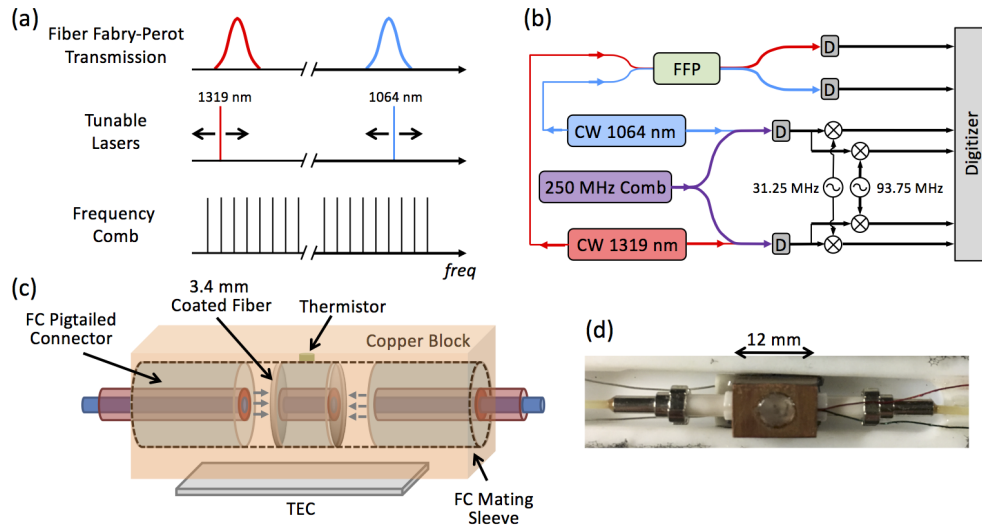 (a)
Fiber Fabry-Perot
Transmission
1319 nm
1064 nm
Tunable
Lasers
Frequency
Comb
freq
(b)
FFP
D
D
CW 1064 nm
D
250 MHz Comb
31.25 MHz
93.75 MHz
CW 1319 nm
D
Digitizer
(c)
3.4 mm
Coated Fiber
Thermistor
FC Pigtailed
Connector
Copper Block
TEC
FC Mating
Sleeve
(d)
12 mm